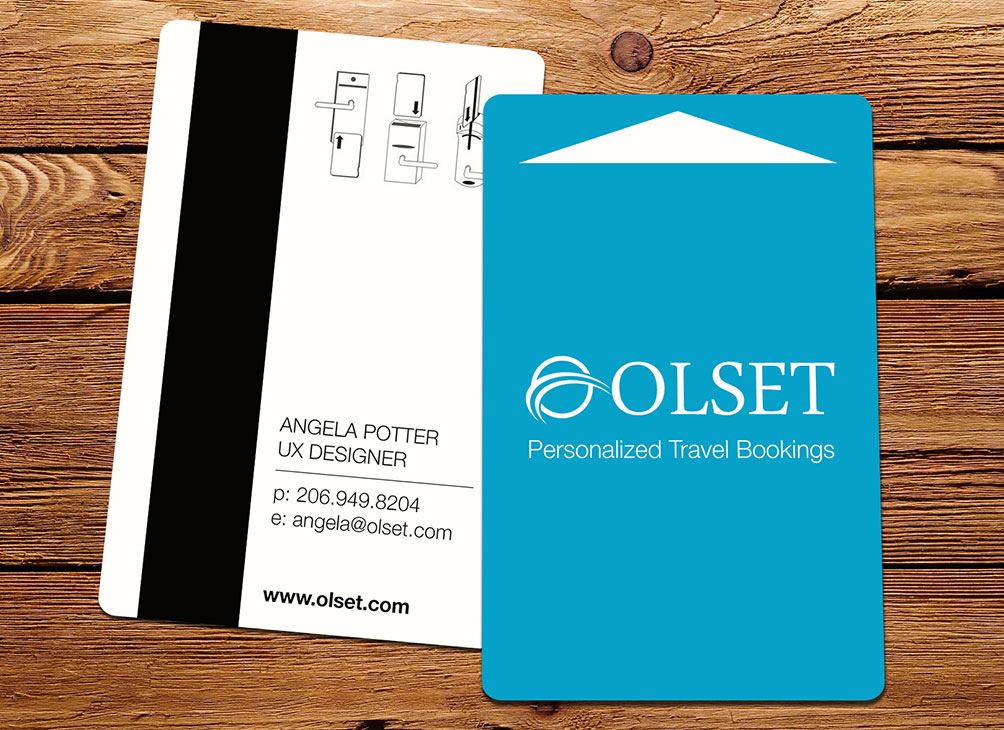 ANGELA POTTER
UX DESIGNER
p: 206.949.8204
e: angela@olset.com
www.olset.com
OLSET
Personalized Travel Bookings